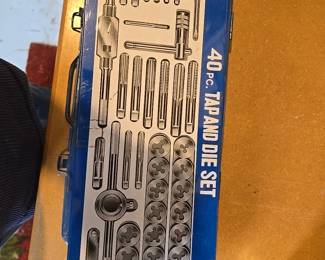 40 PC. TAP AND DIE SET